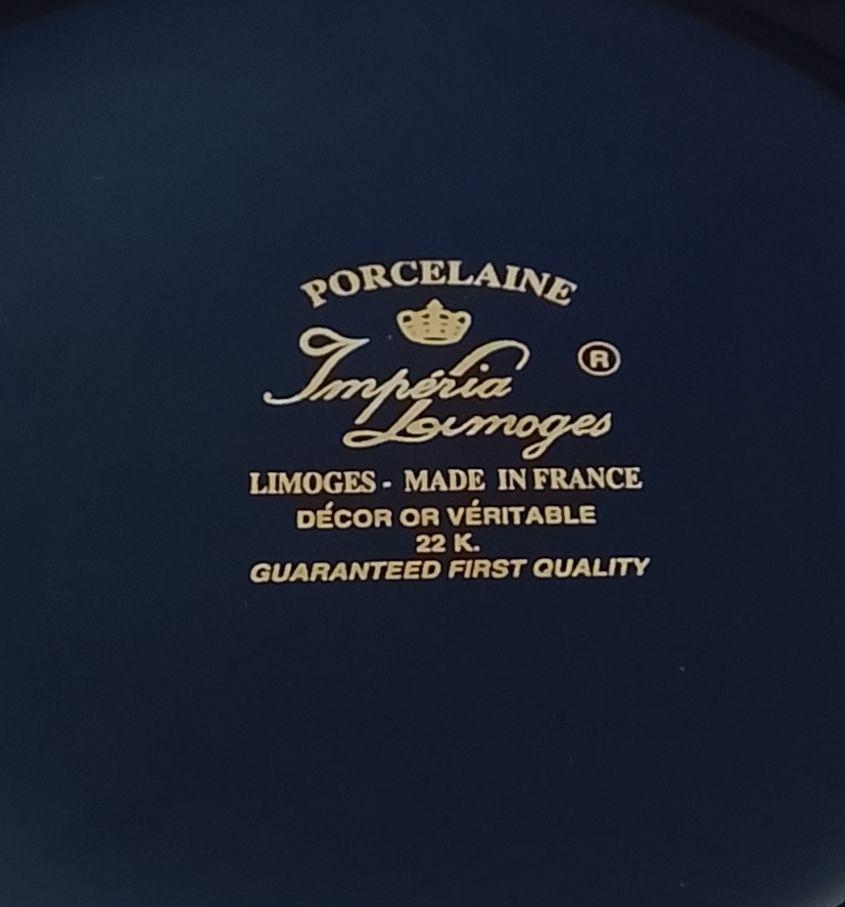 PORCELAINE
Impéria
®
Limoges
LIMOGES - MADE IN FRANCE
DÉCOR OR VÉRITABLE
22 K.
GUARANTEED FIRST QUALITY